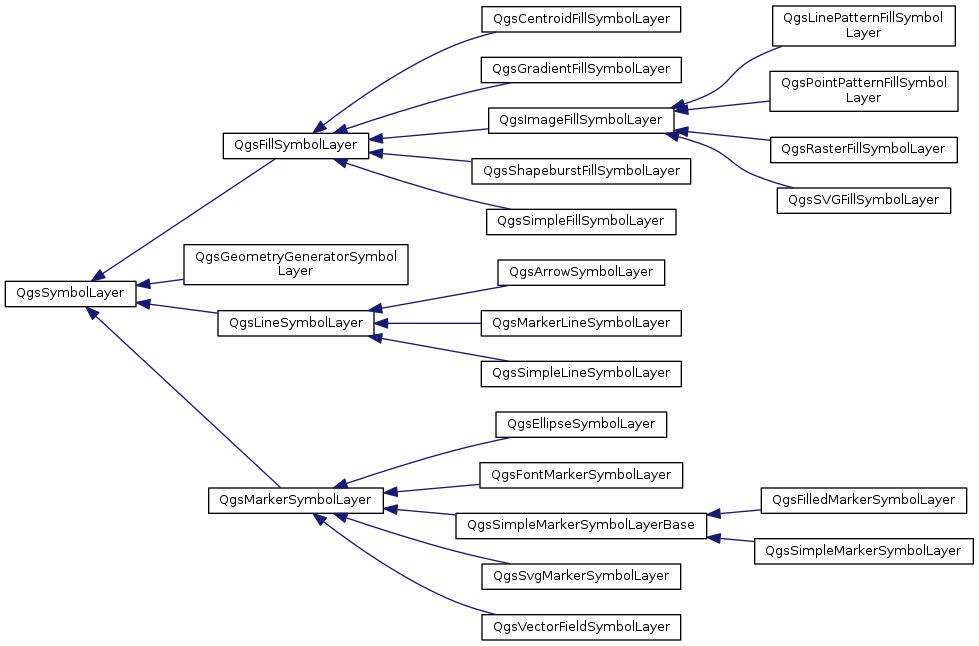 QgsCentroidFillSymbolLayer
QgsLinePatternFillSymbol
Layer
QgsGradientFillSymbolLayer
QgsPointPatternFillSymbol
Layer
QgsImageFillSymbolLayer
QgsFillSymbolLayer
QgsRasterFillSymbolLayer
QgsShapeburstFillSymbolLayer
QgsSVGFillSymbolLayer
QgsSimpleFillSymbolLayer
QgsGeometryGeneratorSymbol
Layer
QgsArrowSymbolLayer
QgsSymbolLayer
QgsLineSymbolLayer
QgsMarkerLineSymbolLayer
QgsSimpleLineSymbolLayer
QgsEllipseSymbolLayer
QgsFontMarkerSymbolLayer
QgsMarkerSymbolLayer
QgsFilledMarkerSymbolLayer
QgsSimpleMarkerSymbolLayerBase
QgsSimpleMarkerSymbolLayer
QgsSvgMarkerSymbolLayer
QgsVectorFieldSymbolLayer